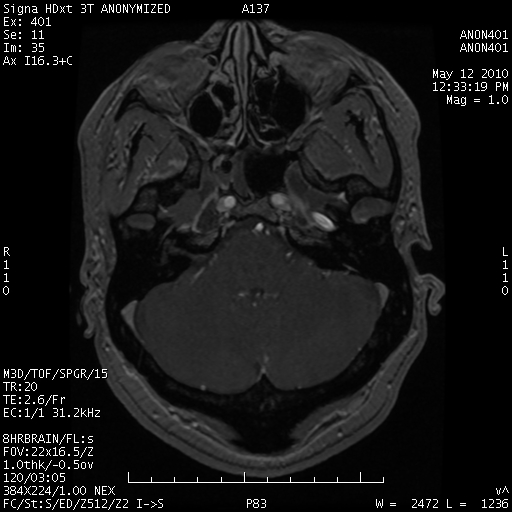 Signa HDxt 3T ANONYMIZED
Ex: 401
Se: 11
Im: 35
Ax I16.3+C
A137
ANON401
ANON401
May 12 2010
12:33:19 PM
Mag = 1.0
R
1
1
0
L
1
1
0
M3D/TOF/SPGR/15
TR:20
TE:2.6/Fr
EC:1/1 31.2kHz
8HRBRAIN/FL:s
FOV:22x16.5/Z
1.0thk/-0.5ov
120/03:05
384X224/1.00 NEX
FC/St:S/ED/Z512/Z2 I->S
P83
v^
W = 2472 L = 1236